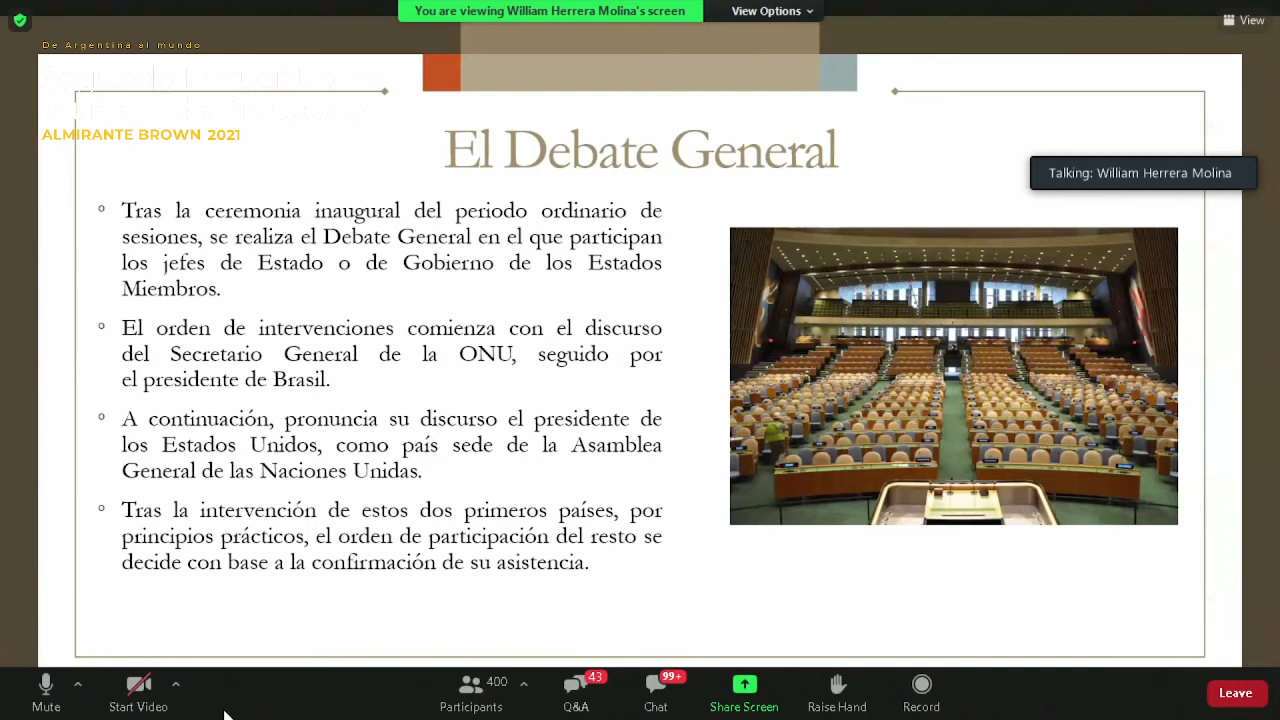 You are viewing William Herrera Molina's screen
View Options
View
De Argentina al mundo
ALMIRANTE BROWN 2021
El Debate General
Talking: William Herrera Molina
Tras la ceremonia inaugural del periodo ordinario de
sesiones, se realiza el Debate General en el que participan
los jefes de Estado o de Gobierno de los Estados
Miembros.
El orden de intervenciones comienza con el discurso
del Secretario General de la ONU, seguido por
el presidente de Brasil.
A continuación, pronuncia su discurso el presidente de
los Estados Unidos, como país sede de la Asamblea
General de las Naciones Unidas.
Tras la intervención de estos dos primeros países, por
principios prácticos, el orden de participación del resto se
decide con base a la confirmación de su asistencia.
Mute
Start Video
400
Participants
43
Q&A
99+
Chat
Share Screen
Raise Hand
Record
Leave